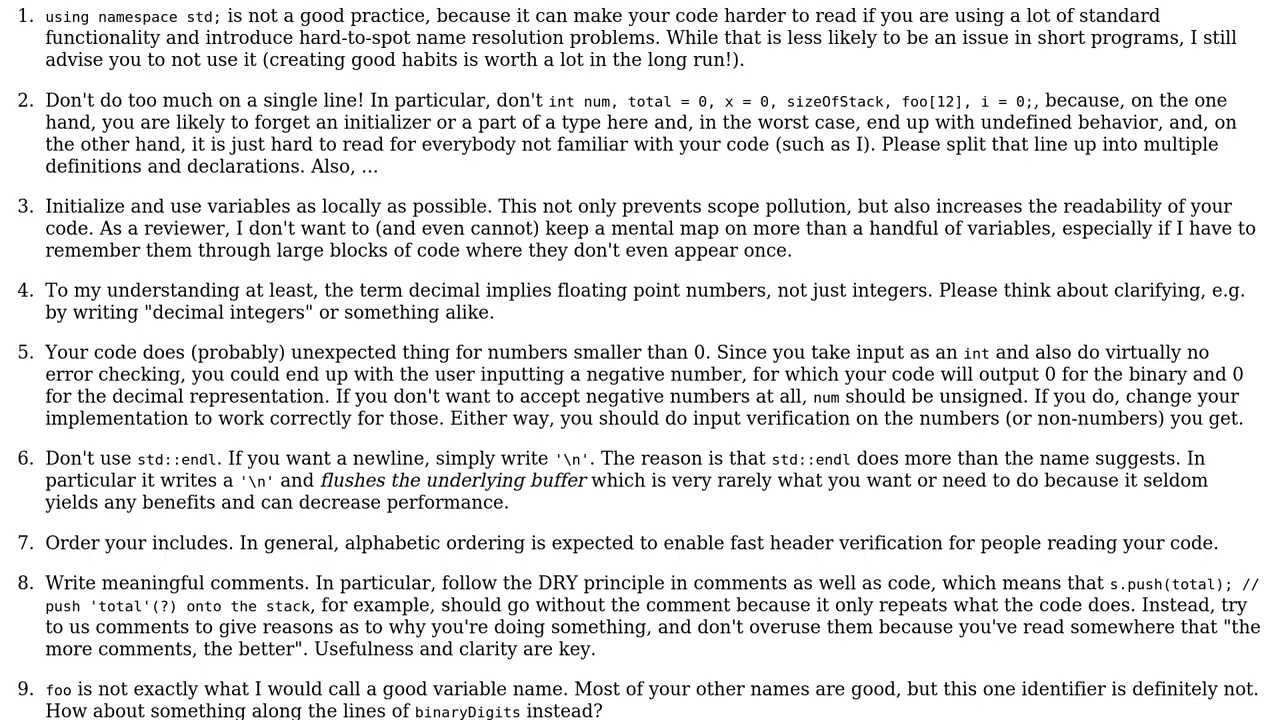 1. using namespace std; is not a good practice, because it can make your code harder to read if you are using a lot of standard
functionality and introduce hard-to-spot name resolution problems. While that is less likely to be an issue in short programs, I still
advise you to not use it (creating good habits is worth a lot in the long run!).
2. Don't do too much on a single line! In particular, don't int num, total = 0, x = 0, sizeOfStack, foo[12], i = 0;, because, on the one
hand, you are likely to forget an initializer or a part of a type here and, in the worst case, end up with undefined behavior, and, on
the other hand, it is just hard to read for everybody not familiar with your code (such as I). Please split that line up into multiple
definitions and declarations. Also, ...
3. Initialize and use variables as locally as possible. This not only prevents scope pollution, but also increases the readability of your
code. As a reviewer, I don't want to (and even cannot) keep a mental map on more than a handful of variables, especially if I have to
remember them through large blocks of code where they don't even appear once.
4. To my understanding at least, the term decimal implies floating point numbers, not just integers. Please think about clarifying, e.g.
by writing "decimal integers" or something alike.
5. Your code does (probably) unexpected thing for numbers smaller than 0. Since you take input as an int and also do virtually no
error checking, you could end up with the user inputting a negative number, for which your code will output 0 for the binary and 0
for the decimal representation. If you don't want to accept negative numbers at all, num should be unsigned. If you do, change your
implementation to work correctly for those. Either way, you should do input verification on the numbers (or non-numbers) you get.
6. Don't use std::endl. If you want a newline, simply write '\n'. The reason is that std::endl does more than the name suggests. In
particular it writes a '\n' and flushes the underlying buffer which is very rarely what you want or need to do because it seldom
yields any benefits and can decrease performance.
7. Order your includes. In general, alphabetic ordering is expected to enable fast header verification for people reading your code.
8. Write meaningful comments. In particular, follow the DRY principle in comments as well as code, which means that s.push(total); //
push 'total'(?) onto the stack, for example, should go without the comment because it only repeats what the code does. Instead, try
to us comments to give reasons as to why you're doing something, and don't overuse them because you've read somewhere that "the
more comments, the better". Usefulness and clarity are key.
9. foo is not exactly what I would call a good variable name. Most of your other names are good, but this one identifier is definitely not.
How about something along the lines of binaryDigits instead?